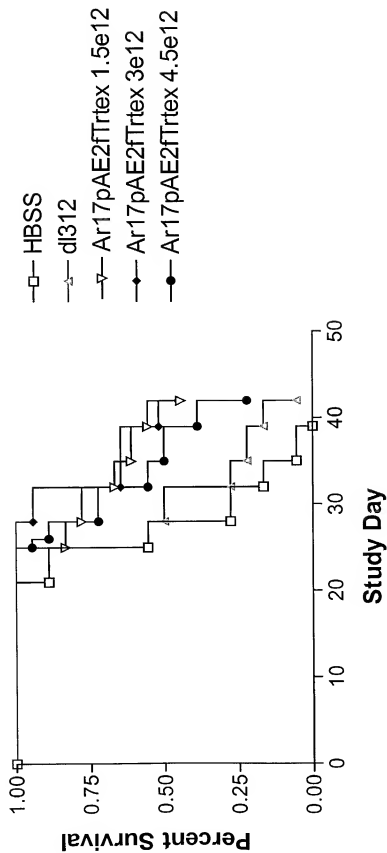 HBSS
dl312
Ar17pAE2fTrtex 1.5e12
Ar17pAE2fTrtex 3e12
Ar17pAE2fTrtex 4.5e12
Percent Survival
1.00
0.75
0.50
0.25
0.00
0
10
20
30
40
50
Study Day